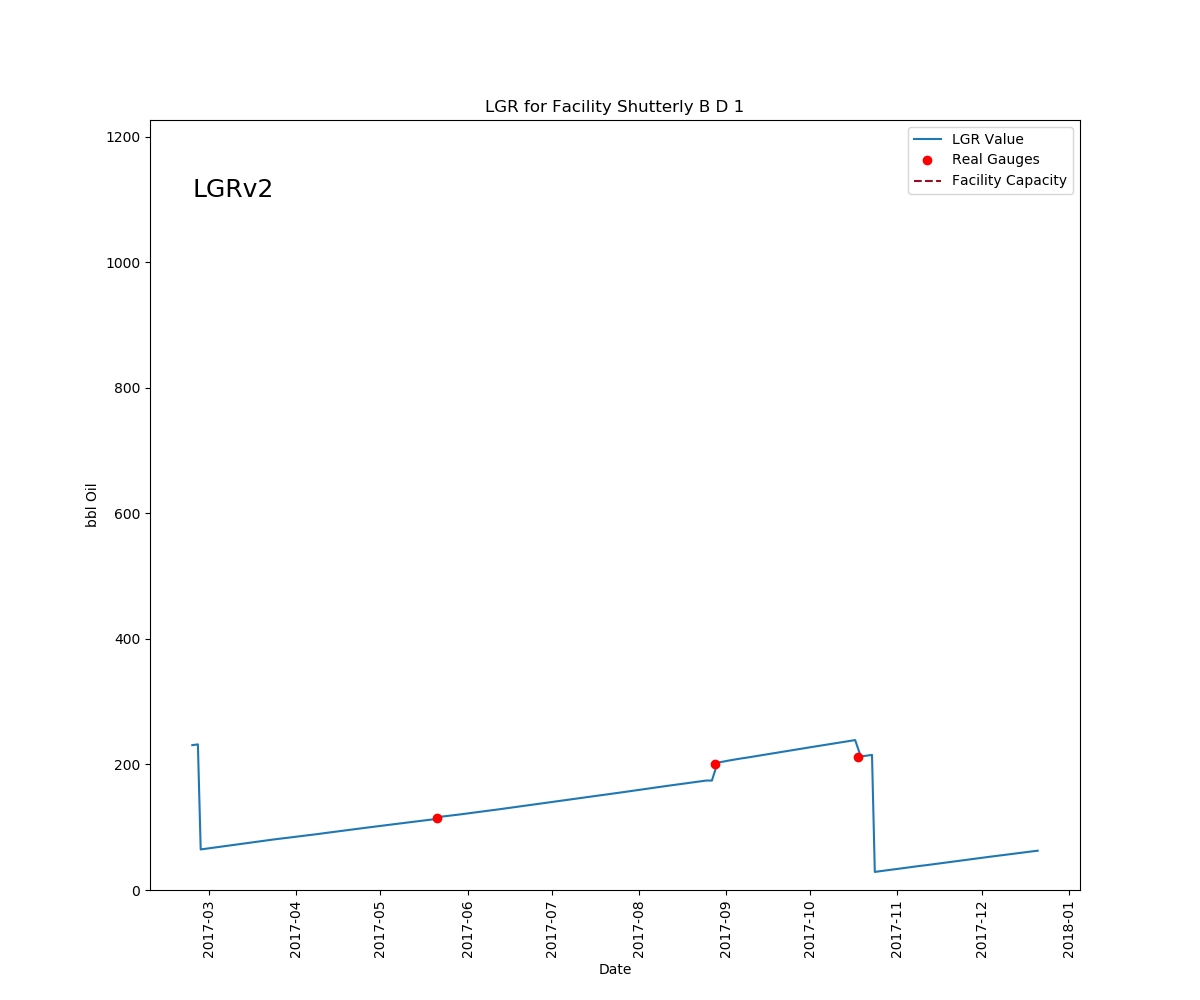 LGR for Facility Shutterly B D 1
LGRv2
LGR Value
Real Gauges
Facility Capacity
1200
1000
800
600
400
200
0
bbl Oil
2017-03
2017-04
2017-05
2017-06
2017-07
2017-08
2017-09
2017-10
2017-11
2017-12
2018-01
Date